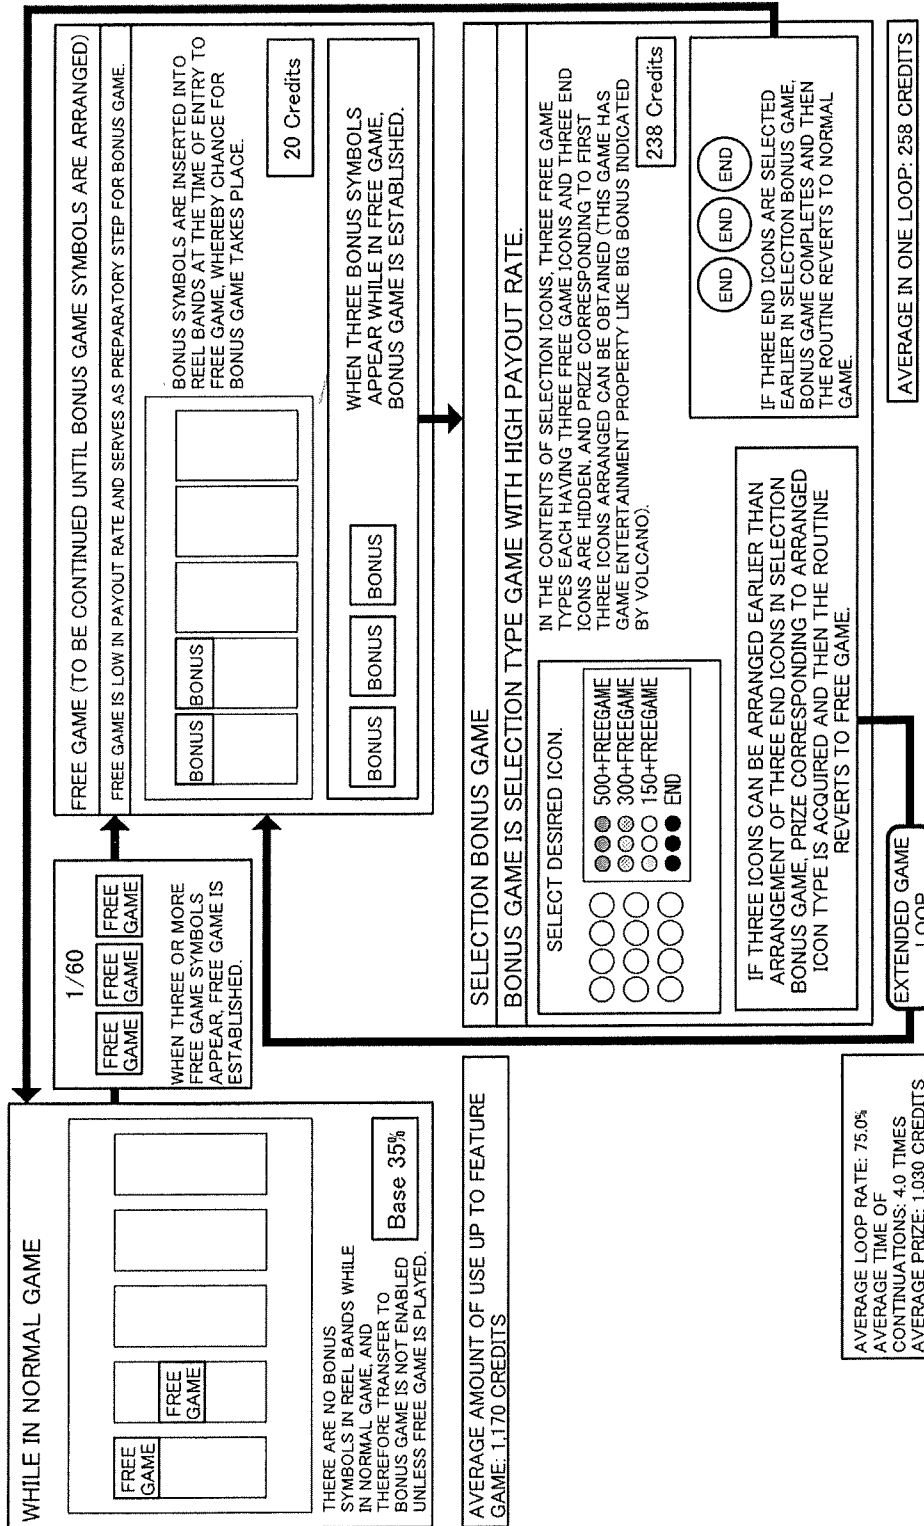 WHILE IN NORMAL GAME
FREE
GAME
FREE
GAME
THERE ARE NO BONUS
SYMBOLS IN REEL BANDS WHILE
IN NORMAL GAME, AND
THEREFORE TRANSFER TO
BONUS GAME IS NOT ENABLED
UNLESS FREE GAME IS PLAYED.
Base 35%
1/60
FREE
GAME
FREE
GAME
FREE
GAME
WHEN THREE OR MORE
FREE GAME SYMBOLS
APPEAR, FREE GAME IS
ESTABLISHED.
FREE GAME (TO BE CONTINUED UNTIL BONUS GAME SYMBOLS ARE ARRANGED)
FREE GAME IS LOW IN PAYOUT RATE AND SERVES AS PREPARATORY STEP FOR BONUS GAME.
BONUS
BONUS
BONUS SYMBOLS ARE INSERTED INTO
REEL BANDS AT THE TIME OF ENTRY TO
FREE GAME, WHEREBY CHANCE FOR
BONUS GAME TAKES PLACE.
20 Credits
BONUS
BONUS
BONUS
WHEN THREE BONUS SYMBOLS
APPEAR WHILE IN FREE GAME,
BONUS GAME IS ESTABLISHED.
AVERAGE AMOUNT OF USE UP TO FEATURE
GAME: 1,170 CREDITS
SELECTION BONUS GAME
BONUS GAME IS SELECTION TYPE GAME WITH HIGH PAYOUT RATE.
SELECT DESIRED ICON.
500+FREEGAME
300+FREEGAME
150+FREEGAME
END
IN THE CONTENTS OF SELECTION ICONS, THREE FREE GAME
TYPES EACH HAVING THREE FREE GAME ICONS AND THREE END
ICONS ARE HIDDEN, AND PRIZE CORRESPONDING TO FIRST
THREE ICONS ARRANGED CAN BE OBTAINED (THIS GAME HAS
GAME ENTERTAINMENT PROPERTY LIKE BIG BONUS INDICATED
BY VOLCANO).
238 Credits
IF THREE ICONS CAN BE ARRANGED EARLIER THAN
ARRANGEMENT OF THREE END ICONS IN SELECTION
BONUS GAME, PRIZE CORRESPONDING TO ARRANGED
ICON TYPE IS ACQUIRED AND THEN THE ROUTINE
REVERTS TO FREE GAME.
END
END
END
IF THREE END ICONS ARE SELECTED
EARLIER IN SELECTION BONUS GAME,
BONUS GAME COMPLETES AND THEN
THE ROUTINE REVERTS TO NORMAL
GAME.
AVERAGE LOOP RATE: 75.0%
AVERAGE TIME OF
CONTINUATIONS: 4.0 TIMES
AVERAGE PRIZE: 1,030 CREDITS
EXTENDED GAME
LOOP
AVERAGE IN ONE LOOP: 258 CREDITS